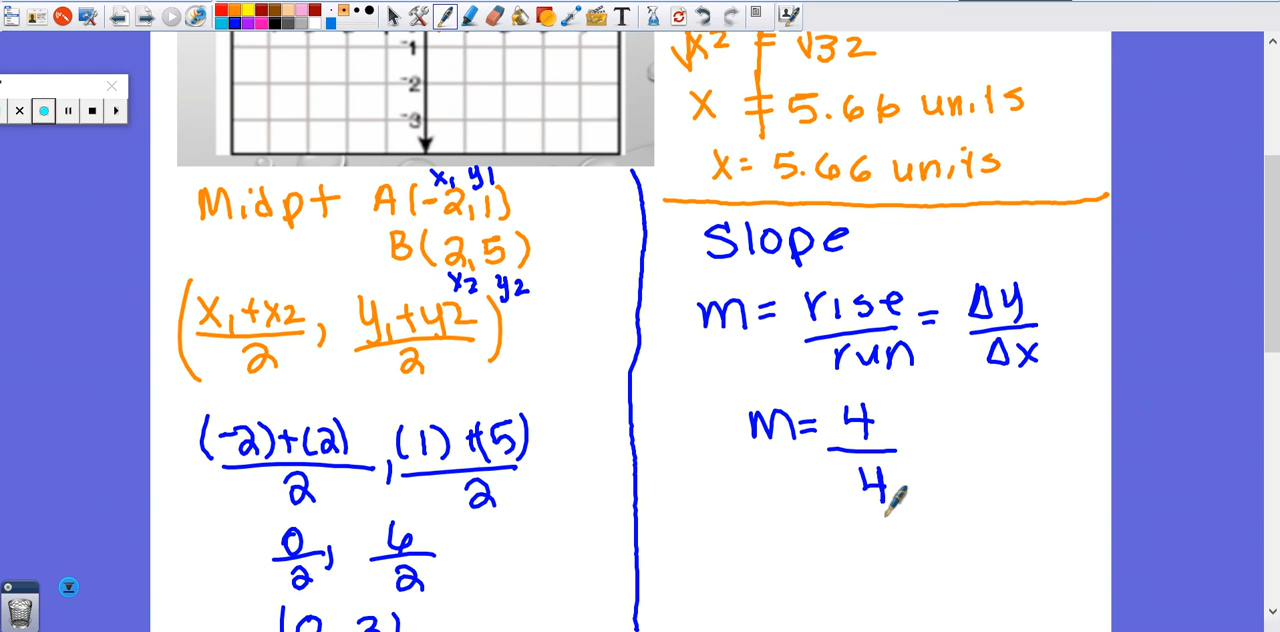 -1
-2
-3
√x² = √32
x = 5.66 units
x = 5.66 units
Midpt A(-2,1)
x₁ y1
B(2,5)
x2 y2
(x₁+x2/2, y₁+y2/2)
(-2)+(2)/2, (1)+(5)/2
0/2, 6/2
(0,3)
Slope
m = rise/run = Δy/Δx
m = 4/4